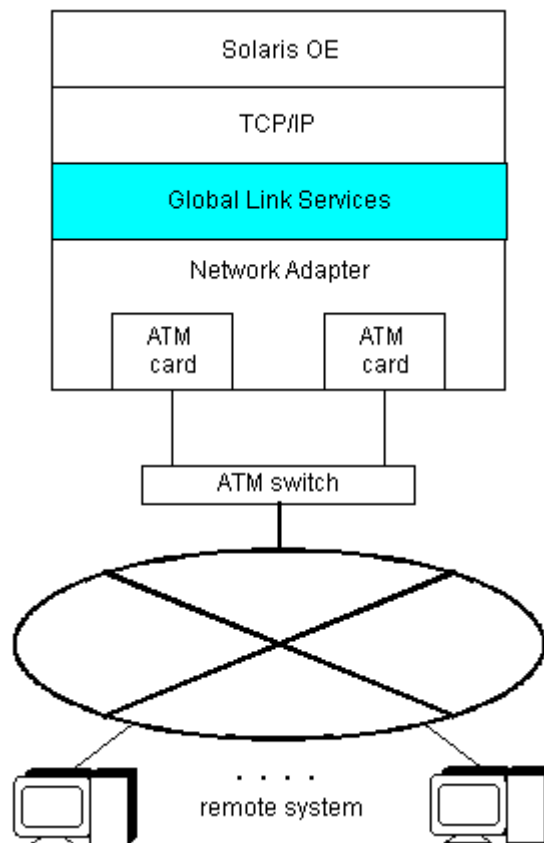 Solaris OE
TCP/IP
Global Link Services
Network Adapter
ATM
card
ATM
card
ATM switch
. . . .
remote system